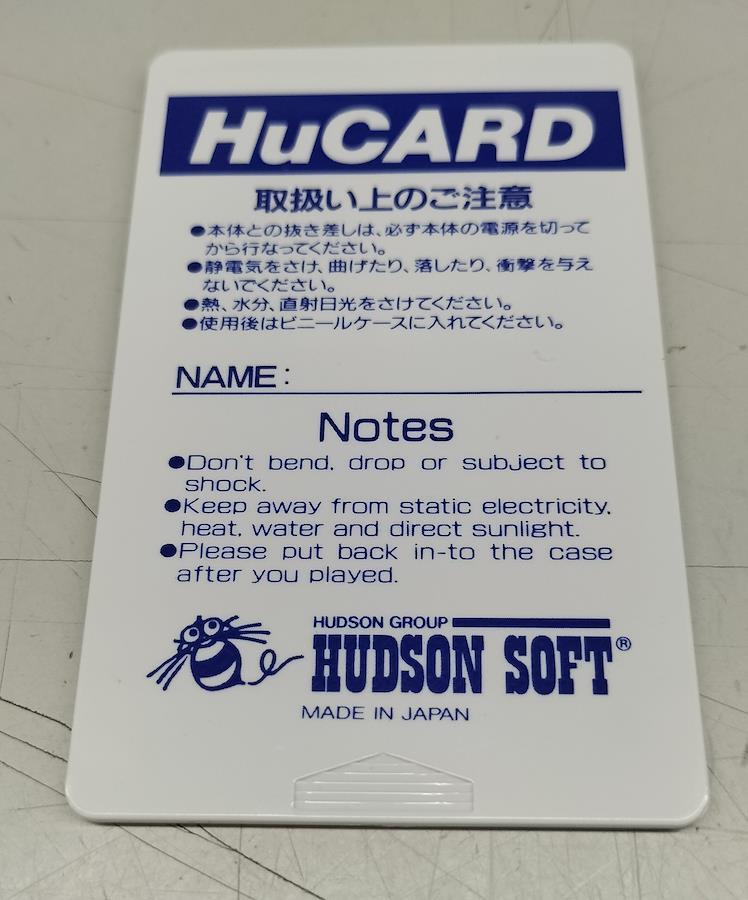 HuCARD
取扱い上のご注意
●本体との抜き差しは、必ず本体の電源を切って
から行なってください。
●静電気をさけ、曲げたり、落したり、衝撃を与え
ないでください。
●熱、水分、直射日光をさけてください。
●使用後はビニールケースに入れてください。
NAME:
Notes
●Don't bend, drop or subject to
shock.
●Keep away from static electricity,
heat, water and direct sunlight.
●Please put back in-to the case
after you played.
HUDSON GROUP
HUDSON SOFT®
MADE IN JAPAN